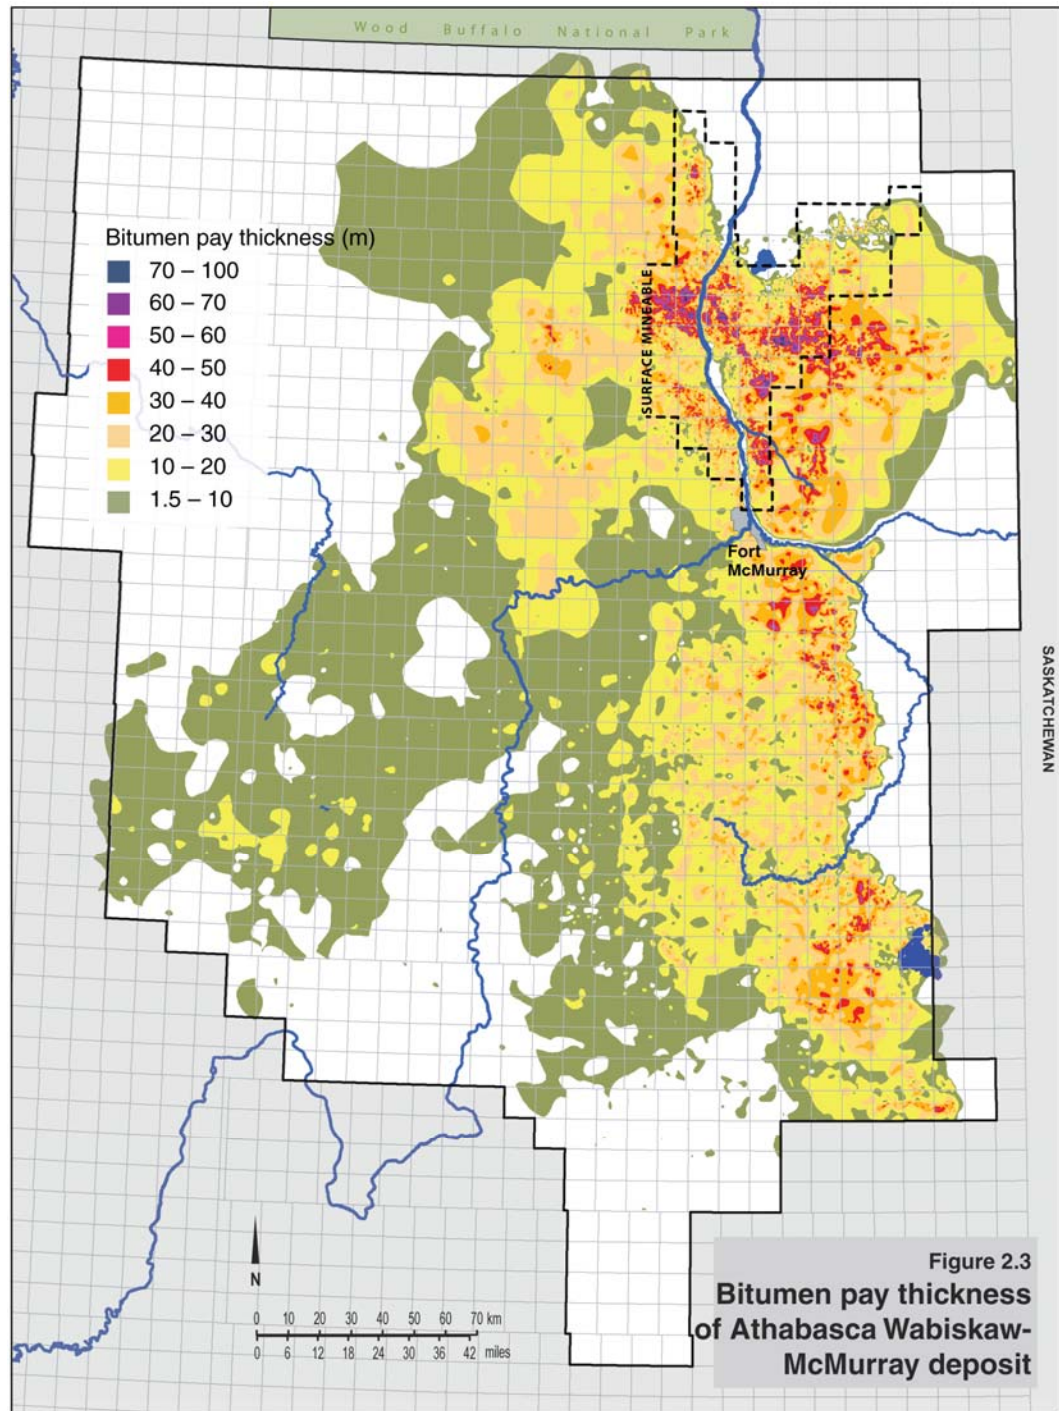 Wood Buffalo National Park
Bitumen pay thickness (m)
70 – 100
60 – 70
50 – 60
40 – 50
30 – 40
20 – 30
10 – 20
1.5 – 10
SURFACE MINEABLE
Fort
McMurray
SASKATCHEWAN
N
0 10 20 30 40 50 60 70 km
0 6 12 18 24 30 36 42 miles
Figure 2.3
Bitumen pay thickness
of Athabasca Wabiskaw-
McMurray deposit